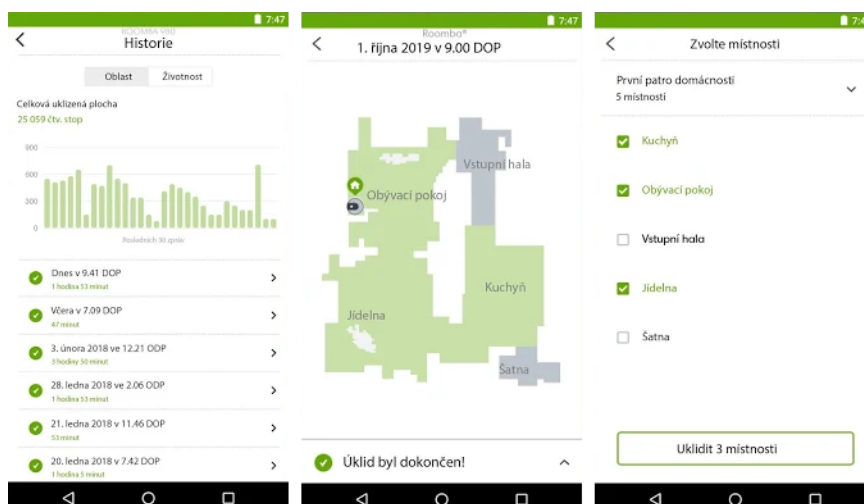 7:47
ROOMBA 980
Historie
Oblast
Životnost
Celková uklizená plocha
25 059 čtv. stop
900
600
300
0
Posledních 30 zpráv
Dnes v 9.41 DOP
1 hodina 53 minut
Včera v 7.09 DOP
47 minut
3. února 2018 ve 12.21 ODP
3 hodiny 50 minut
28. ledna 2018 ve 2.06 ODP
1 hodina 53 minut
21. ledna 2018 v 11.46 ODP
53 minut
20. ledna 2018 v 7.42 DOP
1 hodina 5 minut
7:47
Roomba®
1. října 2019 v 9.00 DOP
Vstupní hala
Obývací pokoj
Kuchyň
Jídelna
Šatna
Úklid byl dokončen!
Zvolte místnosti
První patro domácnosti
5 místností
Kuchyň
Obývací pokoj
Vstupní hala
Jídelna
Šatna
Uklidit 3 místnosti